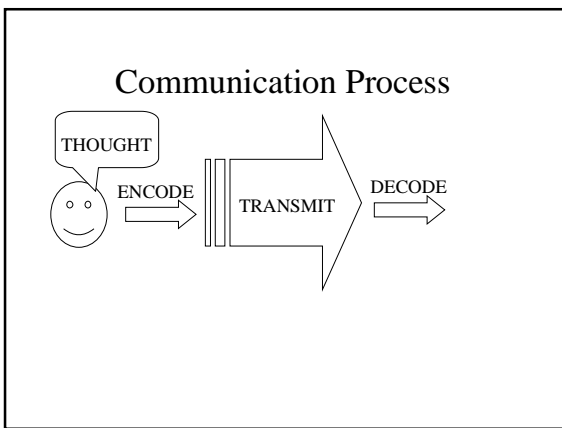 Communication Process
THOUGHT
ENCODE
TRANSMIT
DECODE